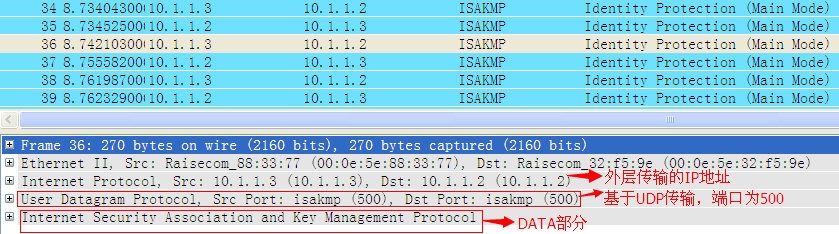 34 8.73404300 10.1.1.3 10.1.1.2 ISAKMP Identity Protection (Main Mode)
35 8.73452500 10.1.1.2 10.1.1.3 ISAKMP Identity Protection (Main Mode)
36 8.74210300 10.1.1.3 10.1.1.2 ISAKMP Identity Protection (Main Mode)
37 8.75558200 10.1.1.2 10.1.1.3 ISAKMP Identity Protection (Main Mode)
38 8.76198700 10.1.1.3 10.1.1.2 ISAKMP Identity Protection (Main Mode)
39 8.76232900 10.1.1.2 10.1.1.3 ISAKMP Identity Protection (Main Mode)
Frame 36: 270 bytes on wire (2160 bits), 270 bytes captured (2160 bits)
Ethernet II, Src: Raisecom_88:33:77 (00:0e:5e:88:33:77), Dst: Raisecom_32:f5:9e (00:0e:5e:32:f5:9e)
Internet Protocol, Src: 10.1.1.3 (10.1.1.3), Dst: 10.1.1.2 (10.1.1.2) 外层传输的IP地址
User Datagram Protocol, Src Port: isakmp (500), Dst Port: isakmp (500) 基于UDP传输，端口为500
Internet Security Association and Key Management Protocol DATA部分